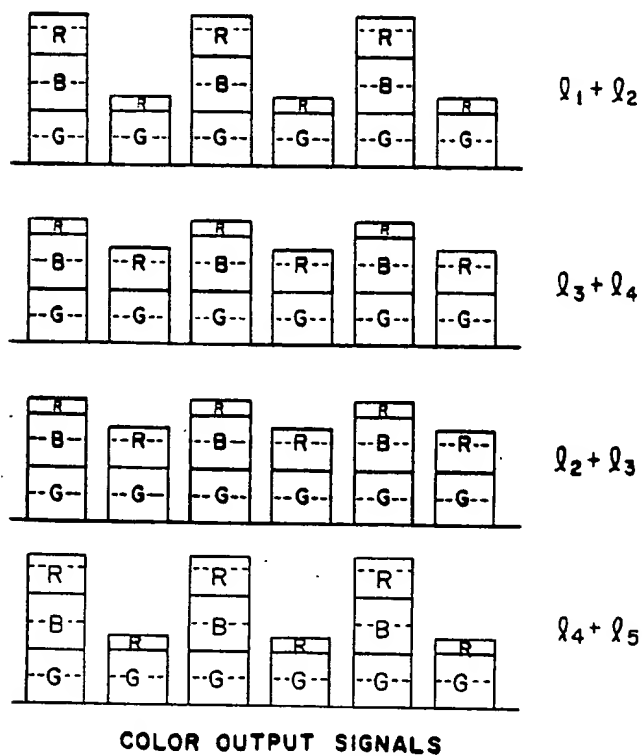 R R R
B B B ℓ1 + ℓ2
R R R
G G G G G G
R R R
B R B R B R ℓ3 + ℓ4
G G G G G G
R R R
B R B R B R ℓ2 + ℓ3
G G G G G G
R R R
B B B ℓ4 + ℓ5
R R R
G G G G G G
COLOR OUTPUT SIGNALS